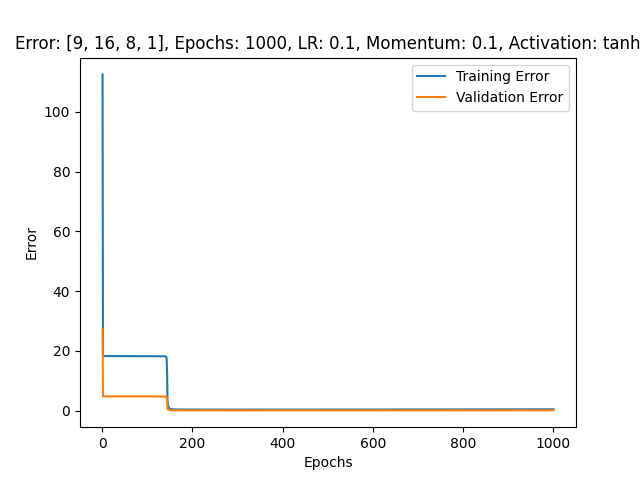 Error: [9, 16, 8, 1], Epochs: 1000, LR: 0.1, Momentum: 0.1, Activation: tanh
Training Error
Validation Error
100
80
60
40
20
0
Error
0 200 400 600 800 1000
Epochs